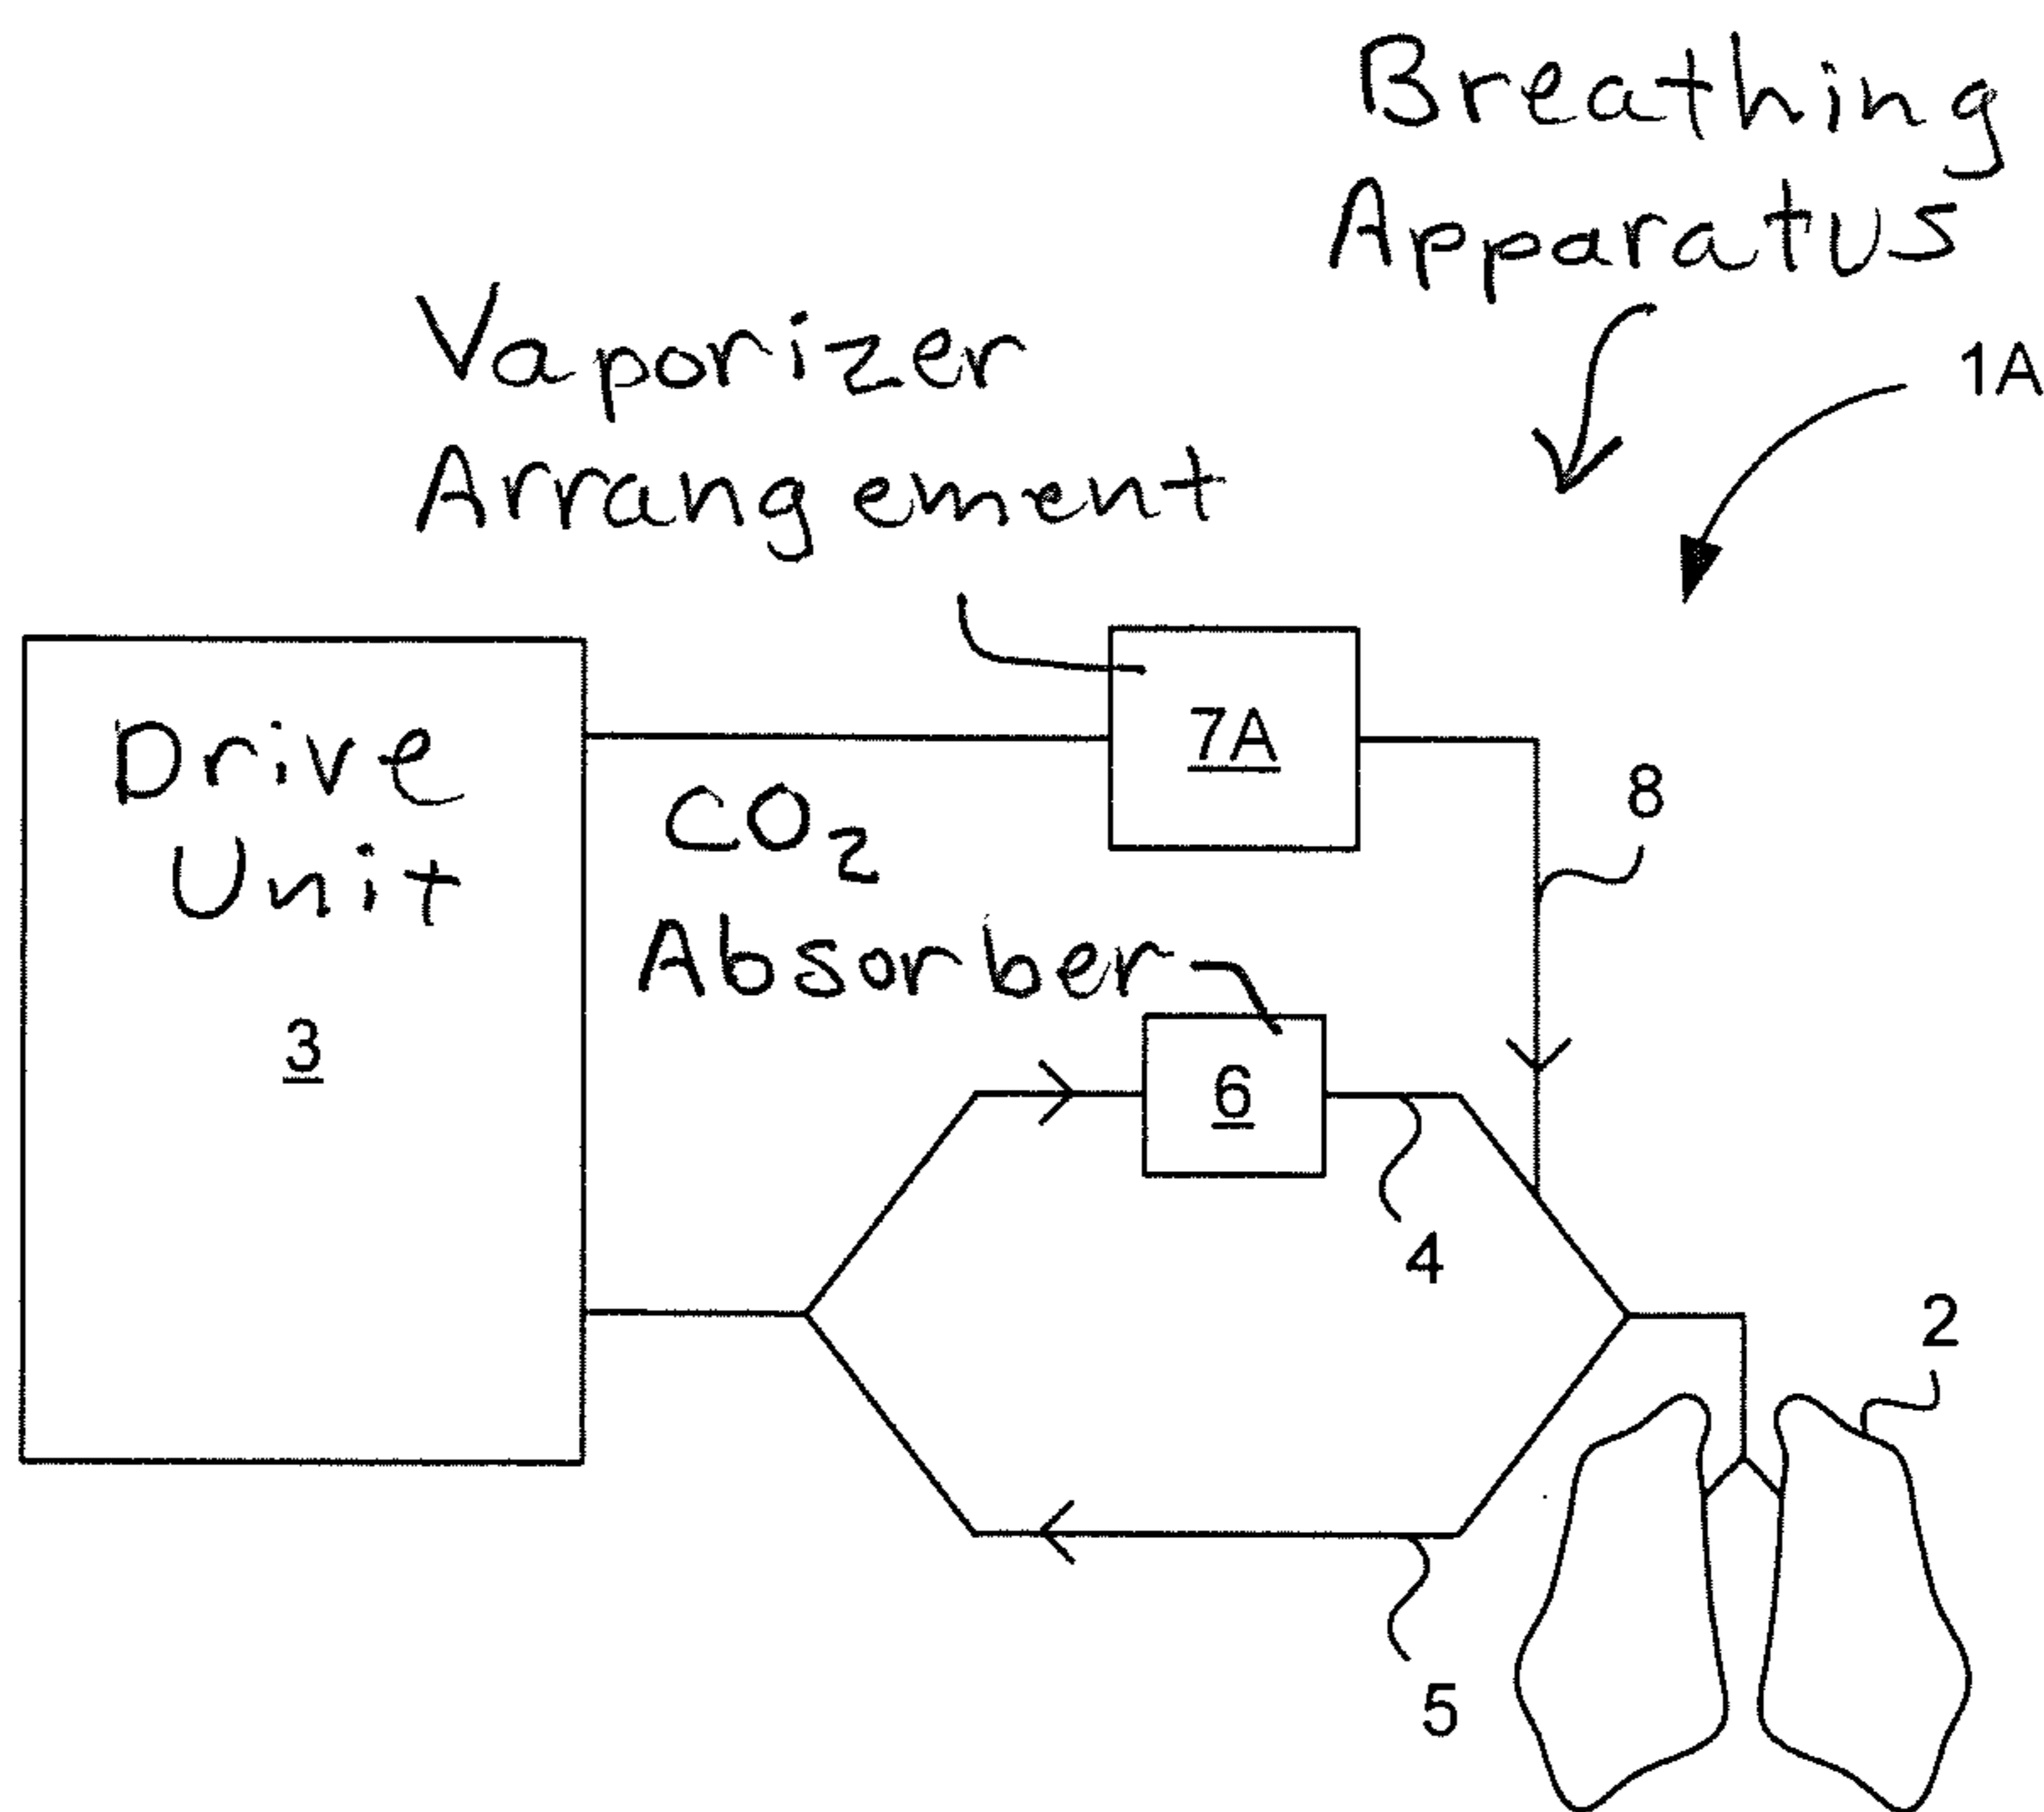 Breathing
Apparatus
1A
Vaporizer
Arrangement
7A
8
Drive
Unit
3
CO₂
Absorber
6
4
2
5